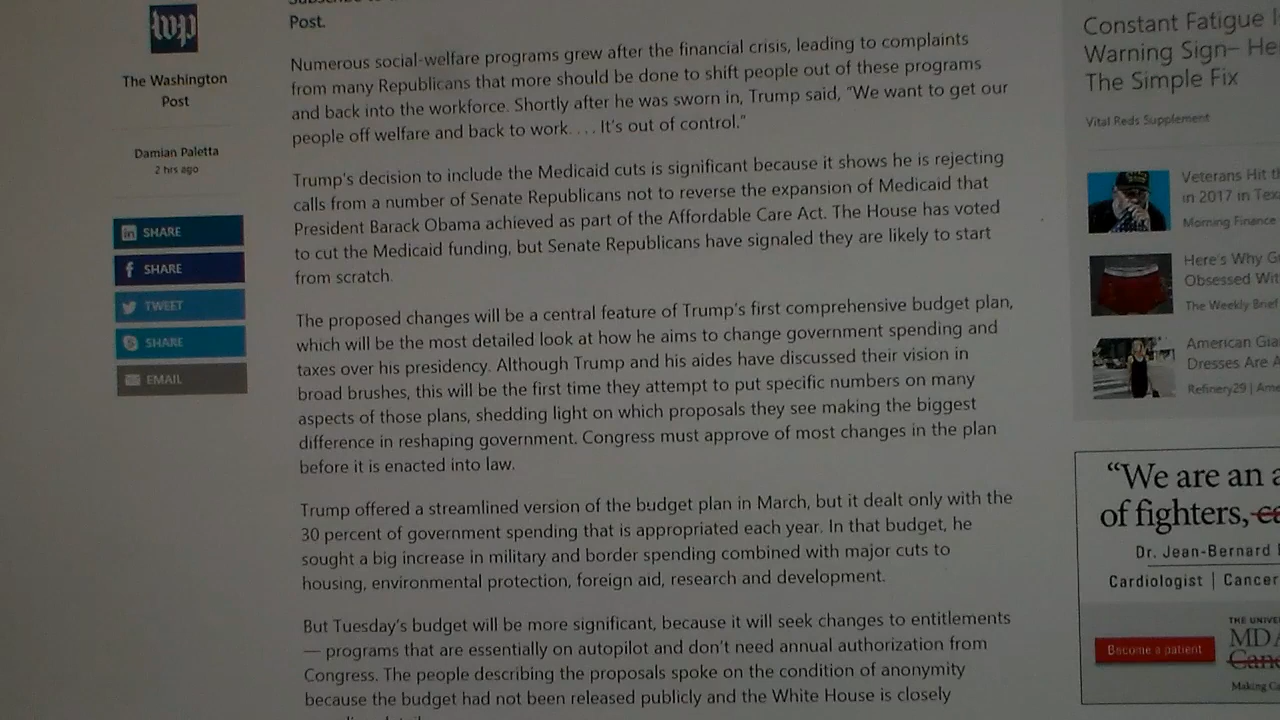 Post.
wp
The Washington
Post
Damian Paletta
2 hrs ago
in SHARE
f SHARE
TWEET
SHARE
EMAIL
Numerous social-welfare programs grew after the financial crisis, leading to complaints
from many Republicans that more should be done to shift people out of these programs
and back into the workforce. Shortly after he was sworn in, Trump said, “We want to get our
people off welfare and back to work. . . . It’s out of control.”
Trump’s decision to include the Medicaid cuts is significant because it shows he is rejecting
calls from a number of Senate Republicans not to reverse the expansion of Medicaid that
President Barack Obama achieved as part of the Affordable Care Act. The House has voted
to cut the Medicaid funding, but Senate Republicans have signaled they are likely to start
from scratch.
The proposed changes will be a central feature of Trump’s first comprehensive budget plan,
which will be the most detailed look at how he aims to change government spending and
taxes over his presidency. Although Trump and his aides have discussed their vision in
broad brushes, this will be the first time they attempt to put specific numbers on many
aspects of those plans, shedding light on which proposals they see making the biggest
difference in reshaping government. Congress must approve of most changes in the plan
before it is enacted into law.
Trump offered a streamlined version of the budget plan in March, but it dealt only with the
30 percent of government spending that is appropriated each year. In that budget, he
sought a big increase in military and border spending combined with major cuts to
housing, environmental protection, foreign aid, research and development.
But Tuesday’s budget will be more significant, because it will seek changes to entitlements
— programs that are essentially on autopilot and don’t need annual authorization from
Congress. The people describing the proposals spoke on the condition of anonymity
because the budget had not been released publicly and the White House is closely
Constant Fatigue
Warning Sign–
The Simple Fix
Vital Reds Supplement
Veterans Hit
in 2017 in
Morning Finance
Here's Why
Obsessed
The Weekly Brief
American
Dresses Are
Refinery29 |
“We are an
of fighters,
Dr. Jean-Bernard
Cardiologist | Cancer
Become a patient
THE
MD
Making